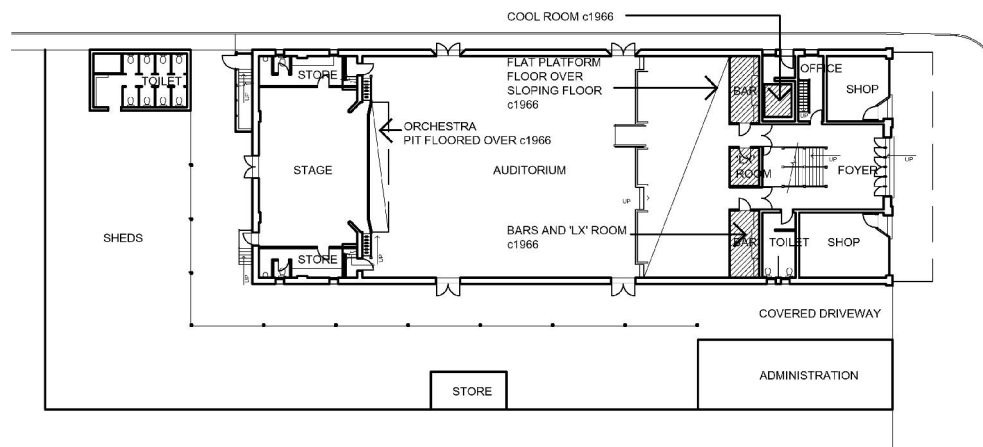 COOL ROOM c1966
TOILET
STORE
FLAT PLATFORM
FLOOR OVER
SLOPING FLOOR
c1966
BAR
OFFICE
SHOP
UP
UP
ORCHESTRA
PIT FLOORED OVER c1966
STAGE
AUDITORIUM
'LX'
ROOM
UP
UP
FOYER
UP
SHEDS
BARS AND 'LX' ROOM
c1966
BAR
TOILET
SHOP
STORE
UP
UP
COVERED DRIVEWAY
ADMINISTRATION
STORE